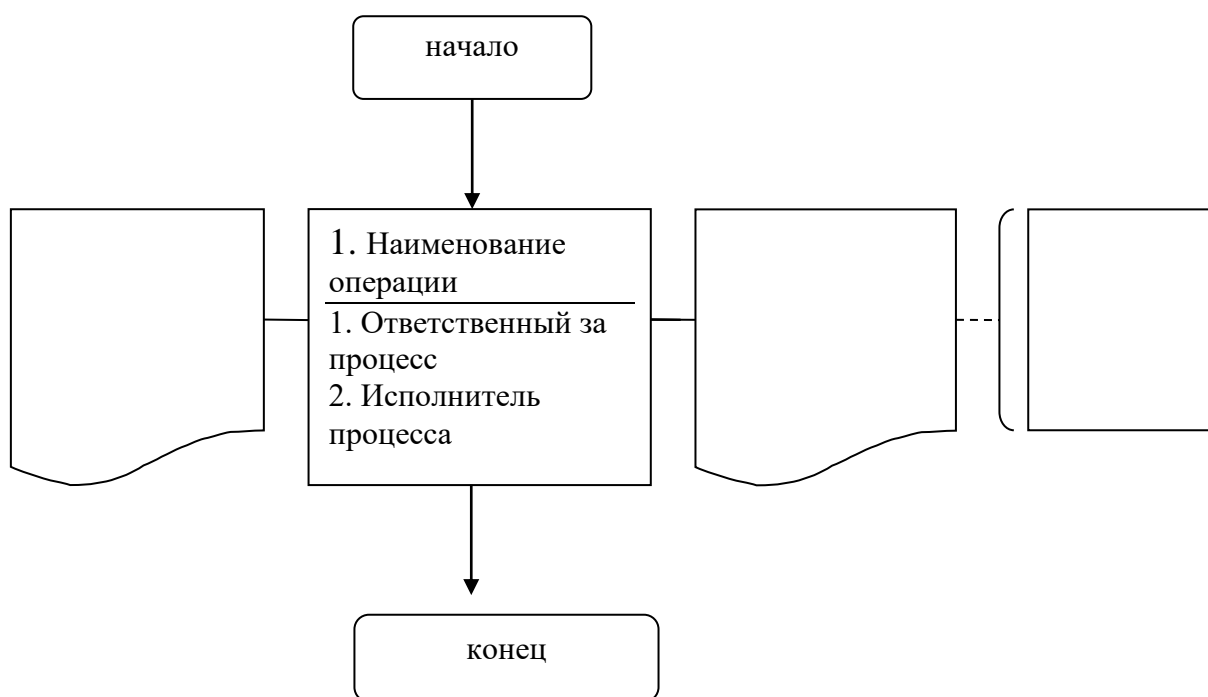 начало
1. Наименование
операции
1. Ответственный за
процесс
2. Исполнитель
процесса
конец